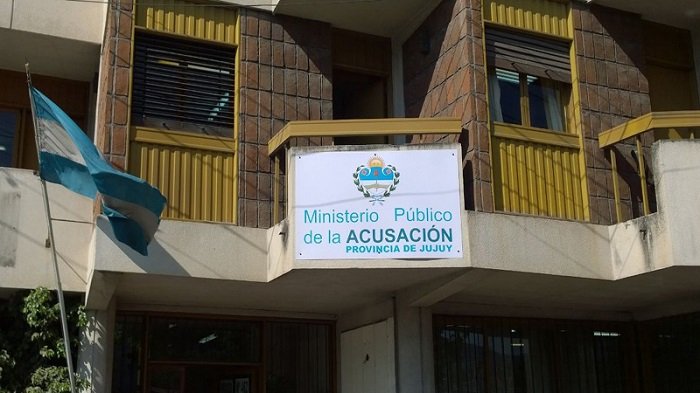 Ministerio Público
de la ACUSACIÓN
PROVINCIA DE JUJUY